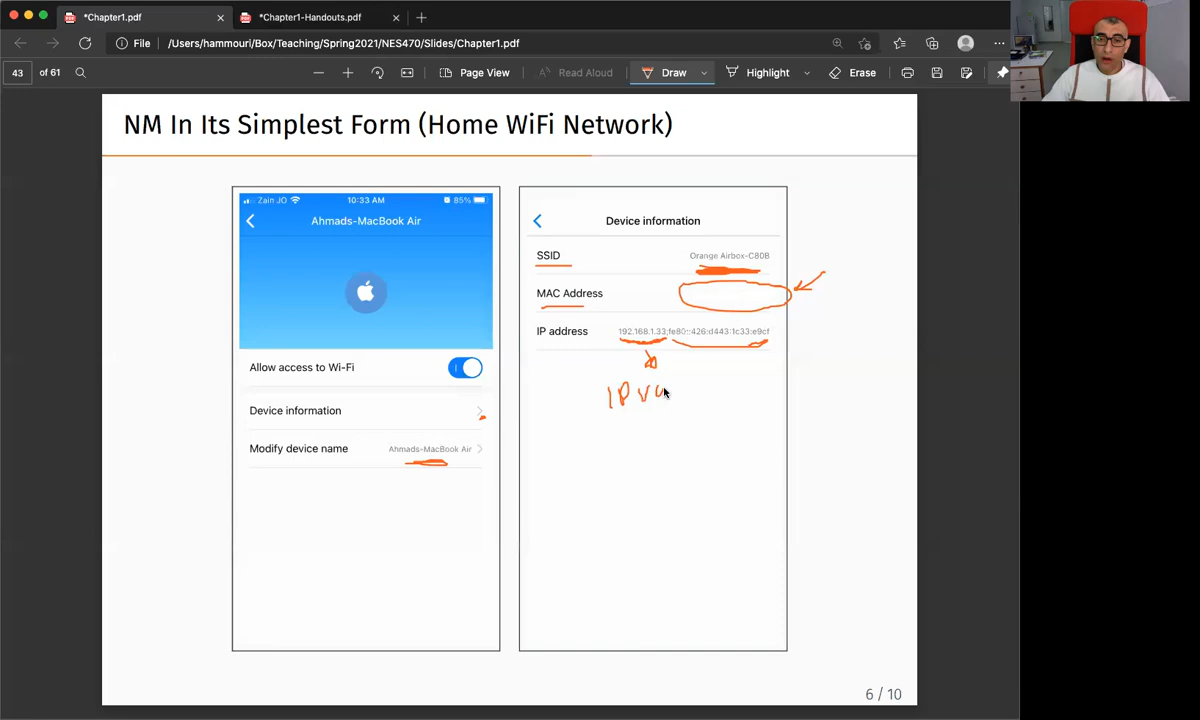 *Chapter1.pdf
*Chapter1-Handouts.pdf
File /Users/hammouri/Box/Teaching/Spring2021/NES470/Slides/Chapter1.pdf
43 of 61
Page View
Read Aloud
Draw
Highlight
Erase
NM In Its Simplest Form (Home WiFi Network)
Zain JO 10:33 AM 85%
Ahmads-MacBook Air
Allow access to Wi-Fi
Device information
Modify device name Ahmads-MacBook Air
Device information
SSID Orange Airbox-C80B
MAC Address
IP address 192.168.1.33;fe80::426:d443:1c33:e9cf
IPv
6 / 10